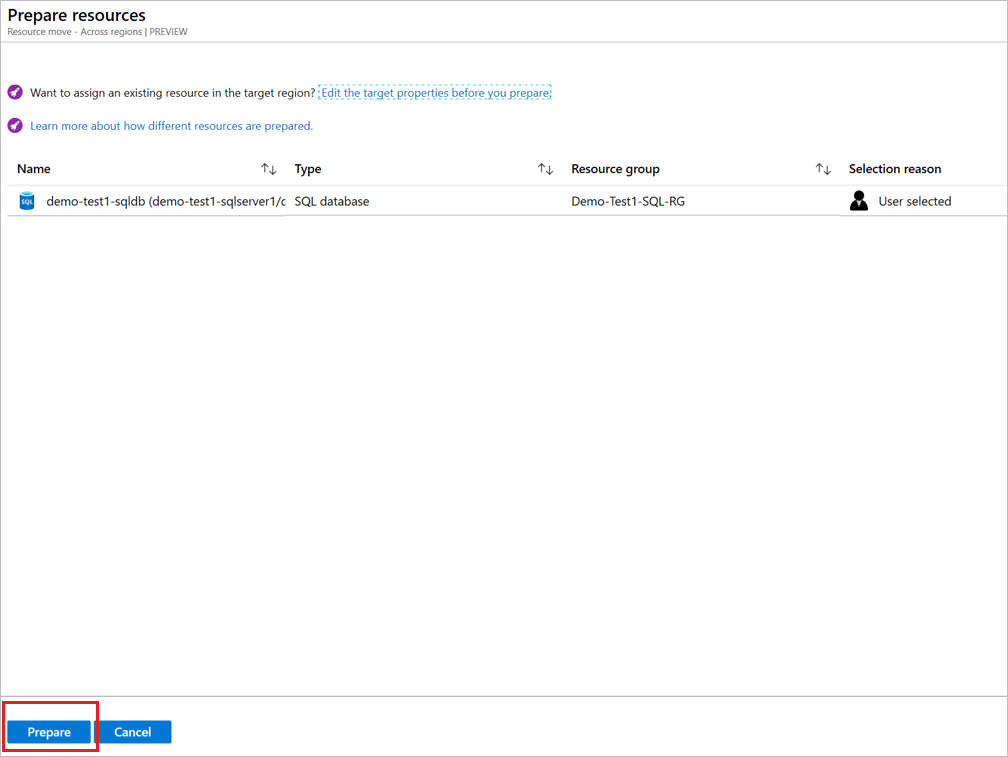 Prepare resources
Resource move - Across regions | PREVIEW
Want to assign an existing resource in the target region? Edit the target properties before you prepare.
Learn more about how different resources are prepared.
Name Type Resource group Selection reason
SQL demo-test1-sqldb (demo-test1-sqlserver1/c SQL database Demo-Test1-SQL-RG User selected
Prepare Cancel